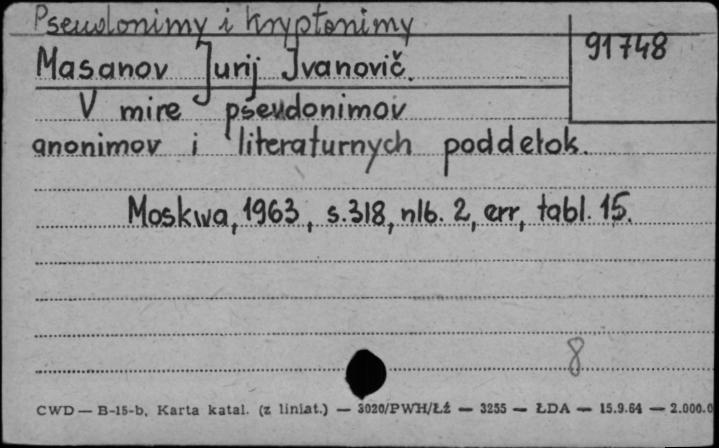 Pseudonimy i kryptonimy
91748
Masanov Jurij Ivanovič.
V mire pseudonimov
anonimov i literaturnych poddelok.
Moskwa, 1963, s.318, nlb. 2, err, tabl. 15.
8
CWD — B-15-b, Karta katal. (z liniat.) — 3020/PWH/Łź — 3255 — ŁDA — 15.9.64 — 2.000.0